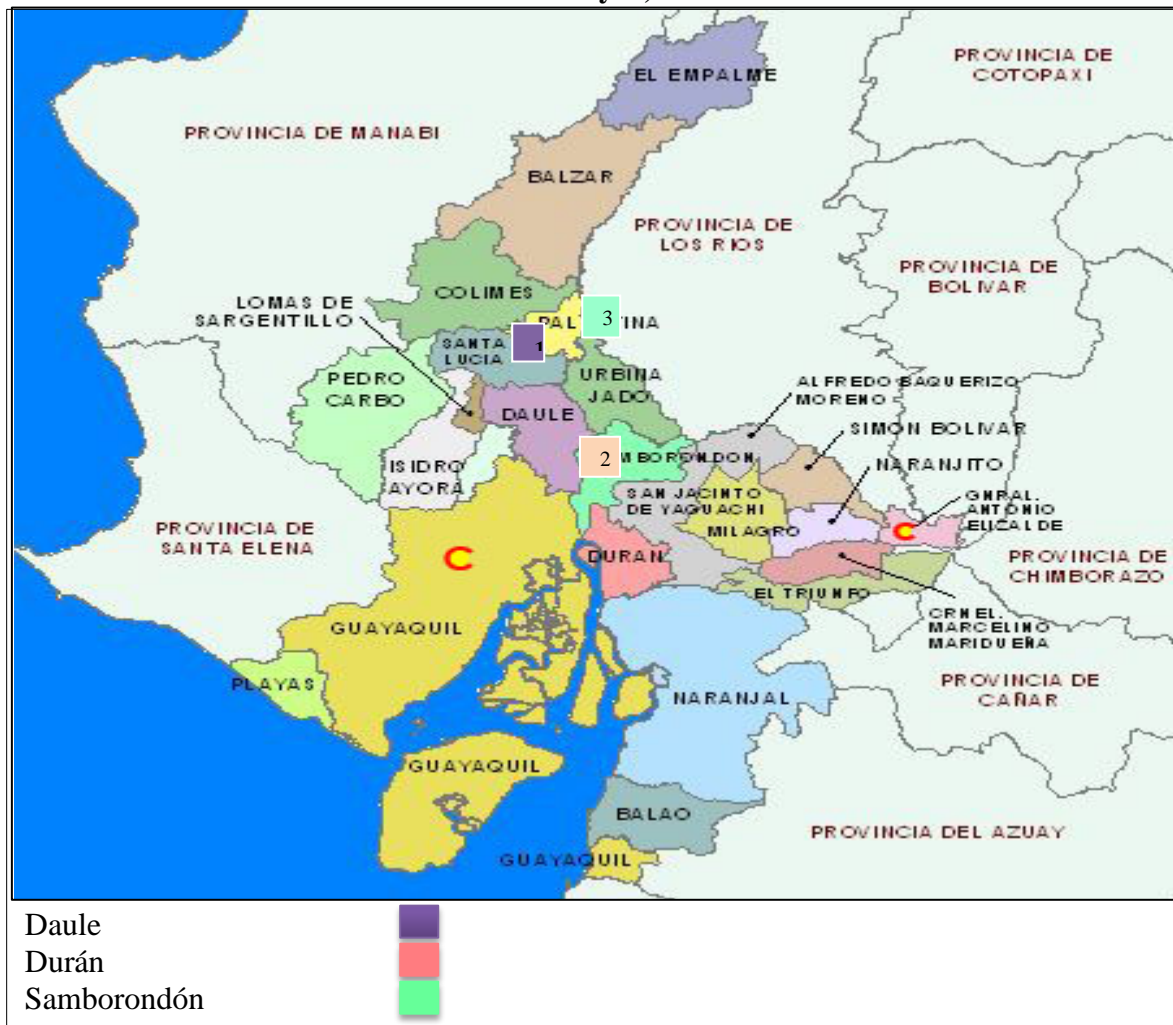 PROVINCIA DE
COTOPAXI
EL EMPALME
PROVINCIA DE MANABI
BALZAR
PROVINCIA DE
LOS RIOS
PROVINCIA DE
BOLIVAR
COLIMES
LOMAS DE
SARGENTILLO
3
1
SANTA
LUCIA
PEDRO
CARBO
URBINA
JADO
ALFREDO BAQUERIZO
MORENO
DAULE
SIMON BOLIVAR
2
MBORONDON
NARANJITO
ISIDRO
AYORA
SAN JACINTO
DE YAGUACHI
MILAGRO
GNRAL.
ANTONIO
ELIZALDE
C
PROVINCIA DE
SANTA ELENA
C
DURAN
PROVINCIA DE
CHIMBORAZO
EL TRIUNFO
CRNEL.
MARCELINO
MARIDUEÑA
GUAYAQUIL
PLAYAS
NARANJAL
PROVINCIA DE
CAÑAR
GUAYAQUIL
BALAO
PROVINCIA DEL AZUAY
GUAYAQUIL
Daule
Durán
Samborondón